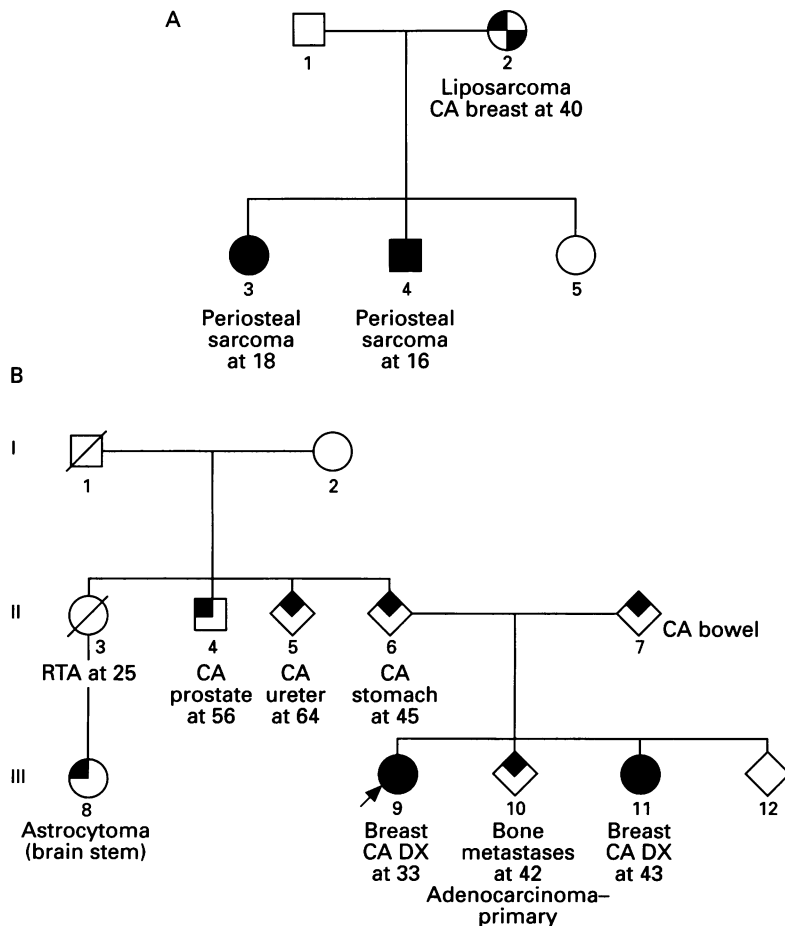 A
1
2
Liposarcoma
CA breast at 40
3
4
5
Periosteal
sarcoma
at 18
Periosteal
sarcoma
at 16
B
I
1
2
II
3
4
5
6
7
CA bowel
RTA at 25
CA
prostate
at 56
CA
ureter
at 64
CA
stomach
at 45
III
8
9
10
11
12
Astrocytoma
(brain stem)
Breast
CA DX
at 33
Bone
metastases
at 42
Adenocarcinoma–
primary
Breast
CA DX
at 43